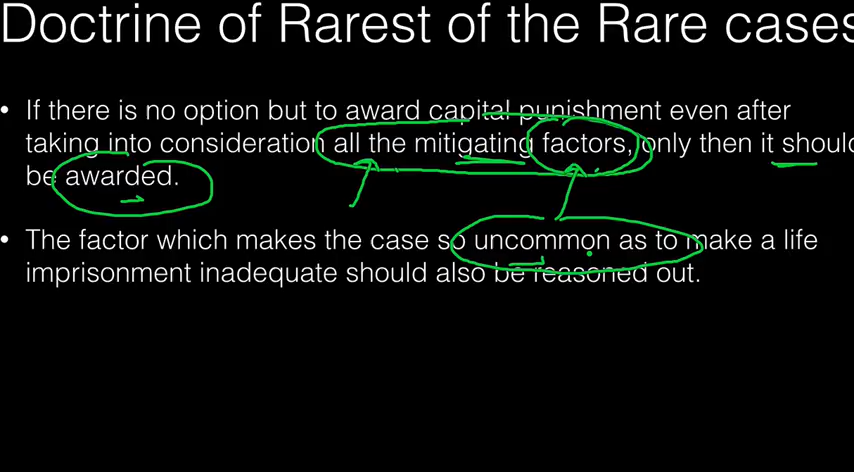 Doctrine of Rarest of the Rare cases
• If there is no option but to award capital punishment even after
taking into consideration all the mitigating factors, only then it should
be awarded.
• The factor which makes the case so uncommon as to make a life
imprisonment inadequate should also be reasoned out.